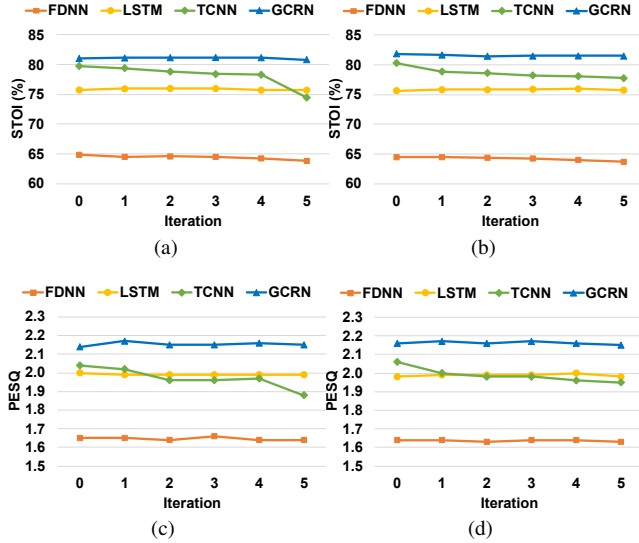 FDNN LSTM TCNN GCRN
85
80
75
70
65
60
STOI (%)
0 1 2 3 4 5
Iteration
(a)
FDNN LSTM TCNN GCRN
85
80
75
70
65
60
STOI (%)
0 1 2 3 4 5
Iteration
(b)
FDNN LSTM TCNN GCRN
2.3
2.2
2.1
2.0
1.9
1.8
1.7
1.6
1.5
PESQ
0 1 2 3 4 5
Iteration
(c)
FDNN LSTM TCNN GCRN
2.3
2.2
2.1
2.0
1.9
1.8
1.7
1.6
1.5
PESQ
0 1 2 3 4 5
Iteration
(d)